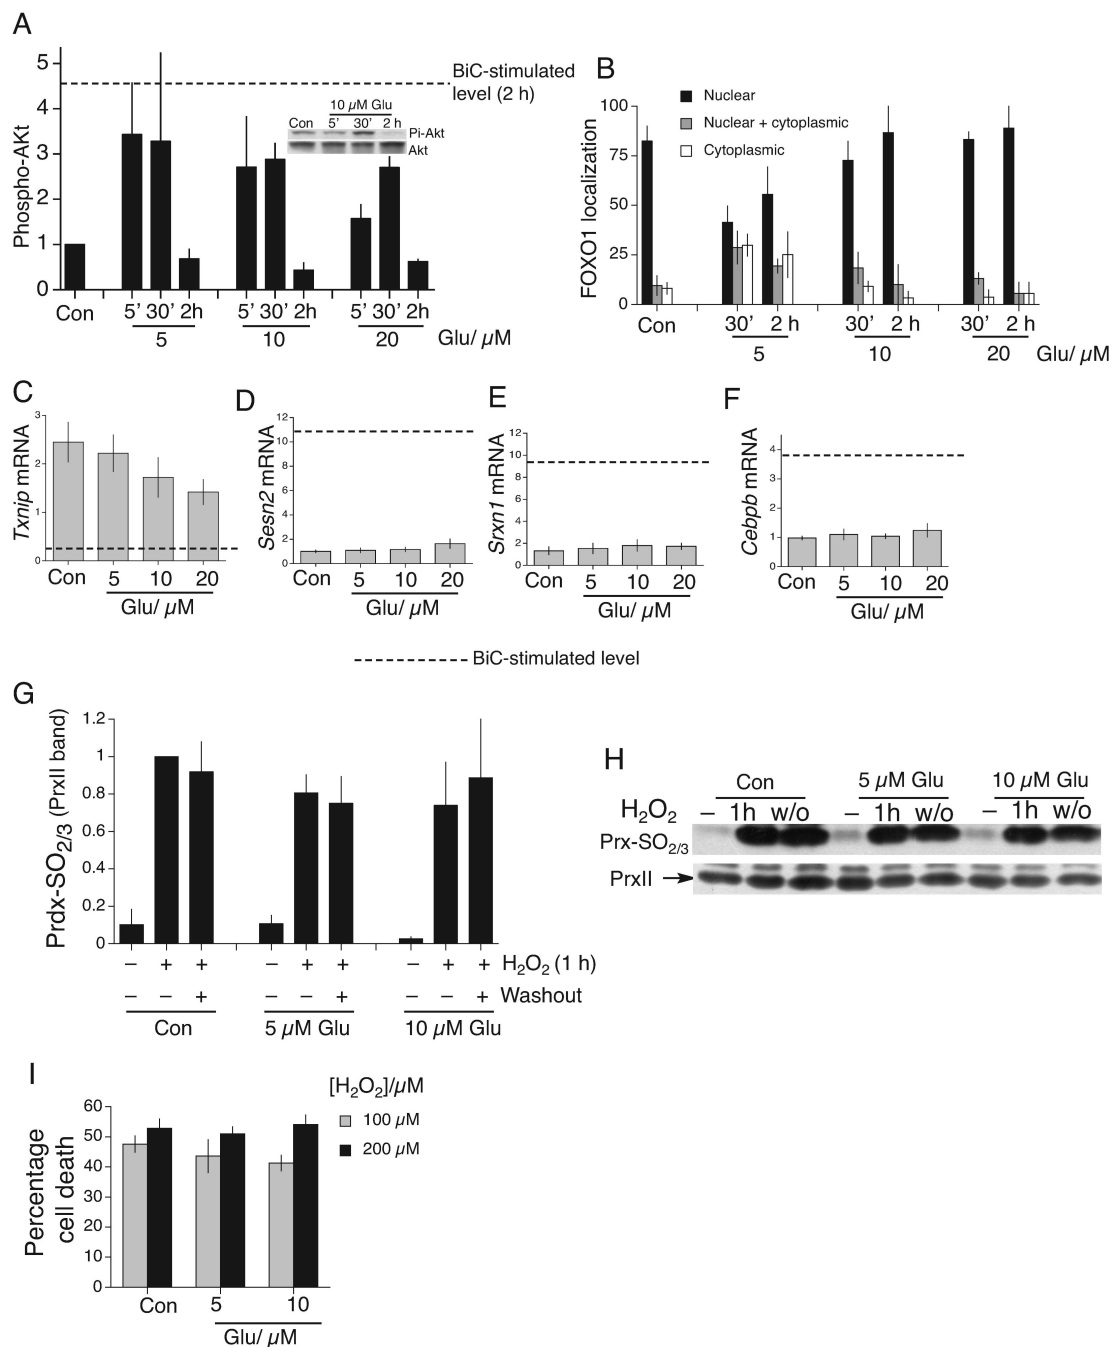 A
Phospho-AKt
5
4
3
2
1
0
BiC-stimulated
level (2 h)
10 µM Glu
Con 5’ 30’ 2 h
Pi-Akt
Akt
Con 5’ 30’ 2h 5’ 30’ 2h 5’ 30’ 2h
5 10 20 Glu/ µM
B
Nuclear
Nuclear + cytoplasmic
Cytoplasmic
FOXO1 localization
100
75
50
25
0
Con 30’ 2 h 30’ 2 h 30’ 2 h
5 10 20 Glu/ µM
C
Txnip mRNA
3
2
1
0
Con 5 10 20
Glu/ µM
D
Sesn2 mRNA
12
10
8
6
4
2
0
Con 5 10 20
Glu/ µM
E
Srxn1 mRNA
12
10
8
6
4
2
0
Con 5 10 20
Glu/ µM
F
Cebpb mRNA
4
3
2
1
0
Con 5 10 20
Glu/ µM
BiC-stimulated level
G
Prdx-SO2/3 (PrxII band)
1.2
1
0.8
0.6
0.4
0.2
0
– + + – + + – + + H2O2 (1 h)
– – + – – + – – + Washout
Con 5 µM Glu 10 µM Glu
H
Con 5 µM Glu 10 µM Glu
H2O2 – 1h w/o – 1h w/o – 1h w/o
Prx-SO2/3
PrxII
I
[H2O2]/µM
100 µM
200 µM
Percentage
cell death
60
50
40
30
20
10
0
Con 5 10
Glu/ µM